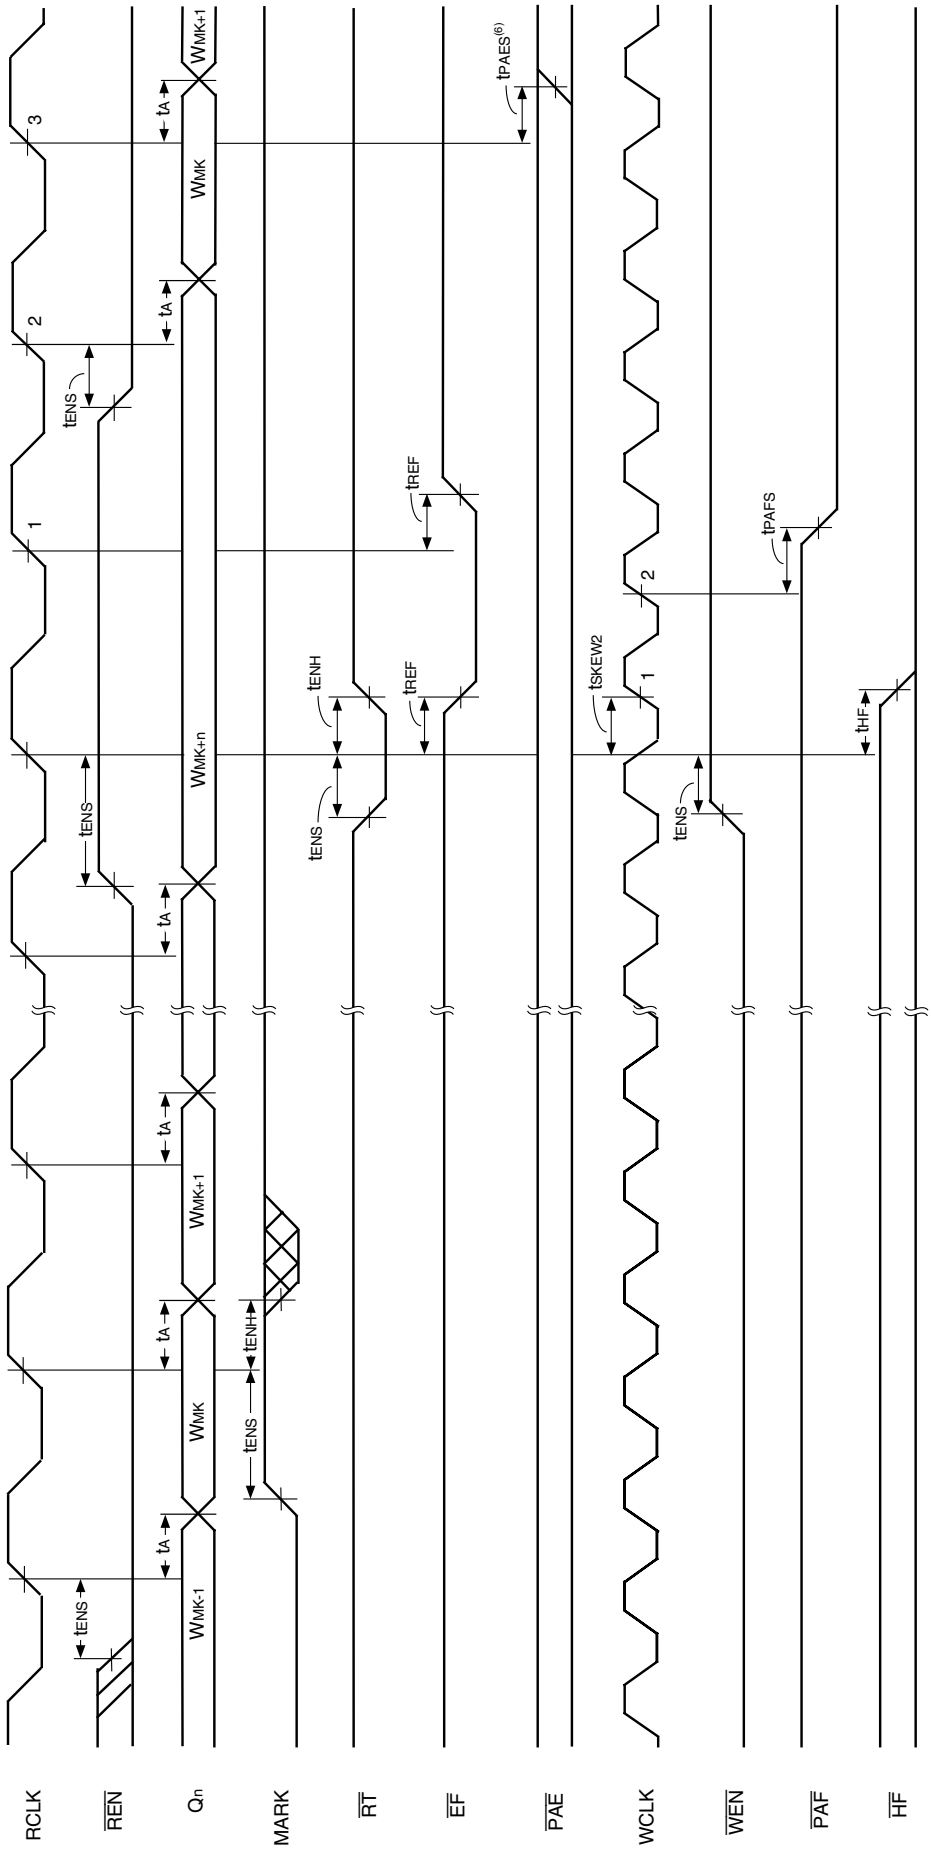 RCLK
1
2
3
REN
tENS
tENS
tENS
Qn
WMK-1
tA
WMK
tA
WMK+1
tA
tA
WMK+n
tA
WMK
tA
WMK+1
MARK
tENS
tENH
RT
tENS
tENH
EF
tREF
tREF
PAE
tPAES(6)
WCLK
tSKEW2
1
2
WEN
tENS
PAF
tPAFS
HF
tHF